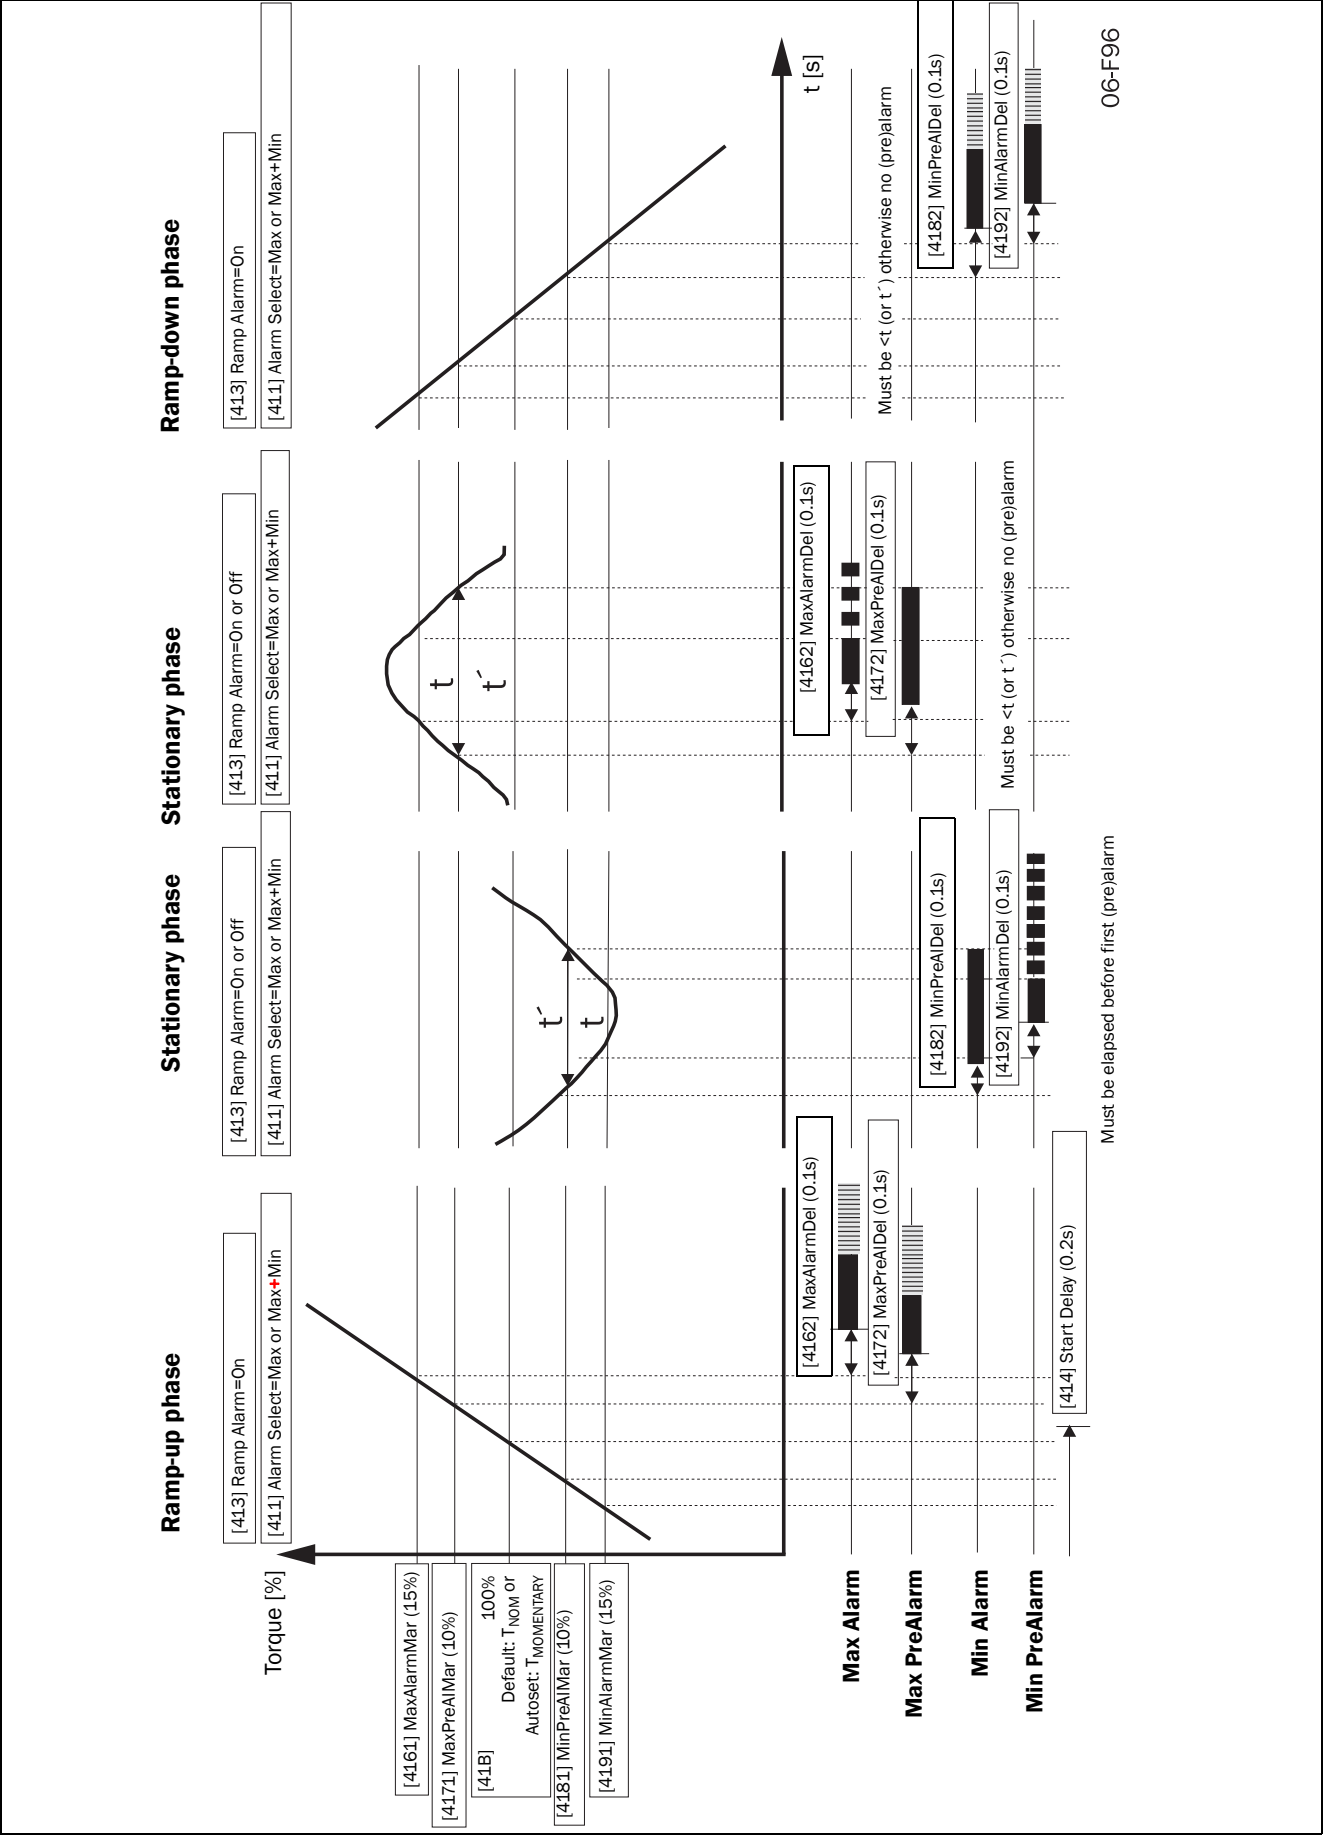 Ramp-up phase
Stationary phase
Stationary phase
Ramp-down phase
[413] Ramp Alarm=On
[413] Ramp Alarm=On or Off
[413] Ramp Alarm=On or Off
[413] Ramp Alarm=On
[411] Alarm Select=Max or Max+Min
[411] Alarm Select=Max or Max+Min
[411] Alarm Select=Max or Max+Min
[411] Alarm Select=Max or Max+Min
Torque [%]
[4161] MaxAlarmMar (15%)
[4171] MaxPreAlMar (10%)
[41B] 100%
Default: TNOM or
Autoset: TMOMENTARY
[4181] MinPreAlMar (10%)
[4191] MinAlarmMar (15%)
t´
t
t
t´
t [s]
Max Alarm
[4162] MaxAlarmDel (0.1s)
[4162] MaxAlarmDel (0.1s)
Max PreAlarm
[4172] MaxPreAlDel (0.1s)
[4172] MaxPreAlDel (0.1s)
Must be <t (or t´) otherwise no (pre)alarm
Min Alarm
[4182] MinPreAlDel (0.1s)
[4182] MinPreAlDel (0.1s)
Min PreAlarm
[4192] MinAlarmDel (0.1s)
Must be <t (or t´) otherwise no (pre)alarm
[4192] MinAlarmDel (0.1s)
[414] Start Delay (0.2s)
Must be elapsed before first (pre)alarm
06-F96